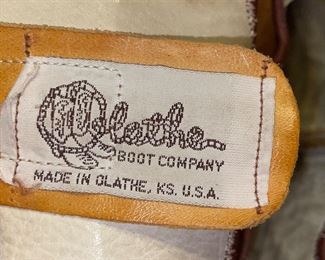 Olathe
BOOT COMPANY
MADE IN OLATHE, KS. U.S.A.